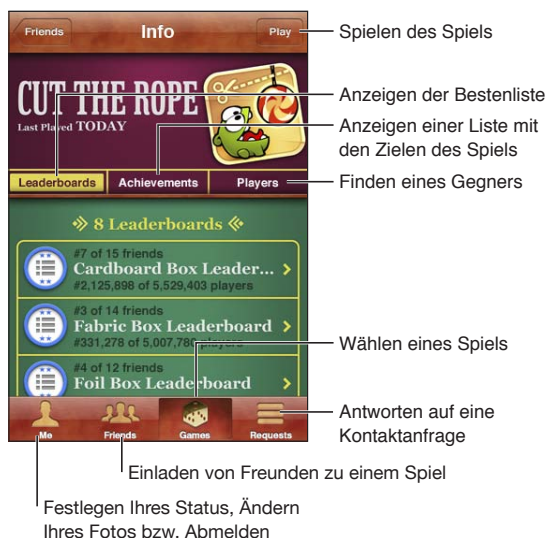 Friends
Info
Play
Spielen des Spiels
CUT THE ROPE
Last Played TODAY
Anzeigen der Bestenliste
Anzeigen einer Liste mit
den Zielen des Spiels
Leaderboards
Achievements
Players
Finden eines Gegners
8 Leaderboards
#7 of 15 friends
Cardboard Box Leader...
#2,125,898 of 5,529,403 players
#3 of 14 friends
Fabric Box Leaderboard
#331,278 of 5,007,780 players
Wählen eines Spiels
#4 of 12 friends
Foil Box Leaderboard
Me
Friends
Games
Requests
Antworten auf eine
Kontaktanfrage
Einladen von Freunden zu einem Spiel
Festlegen Ihres Status, Ändern
Ihres Fotos bzw. Abmelden